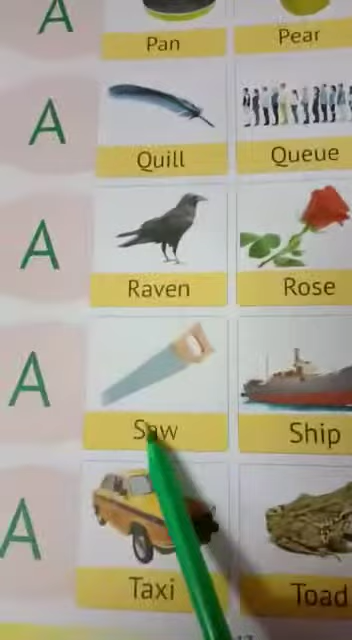 A Pan Pear
A Quill Queue
A Raven Rose
A Saw Ship
A Taxi Toad